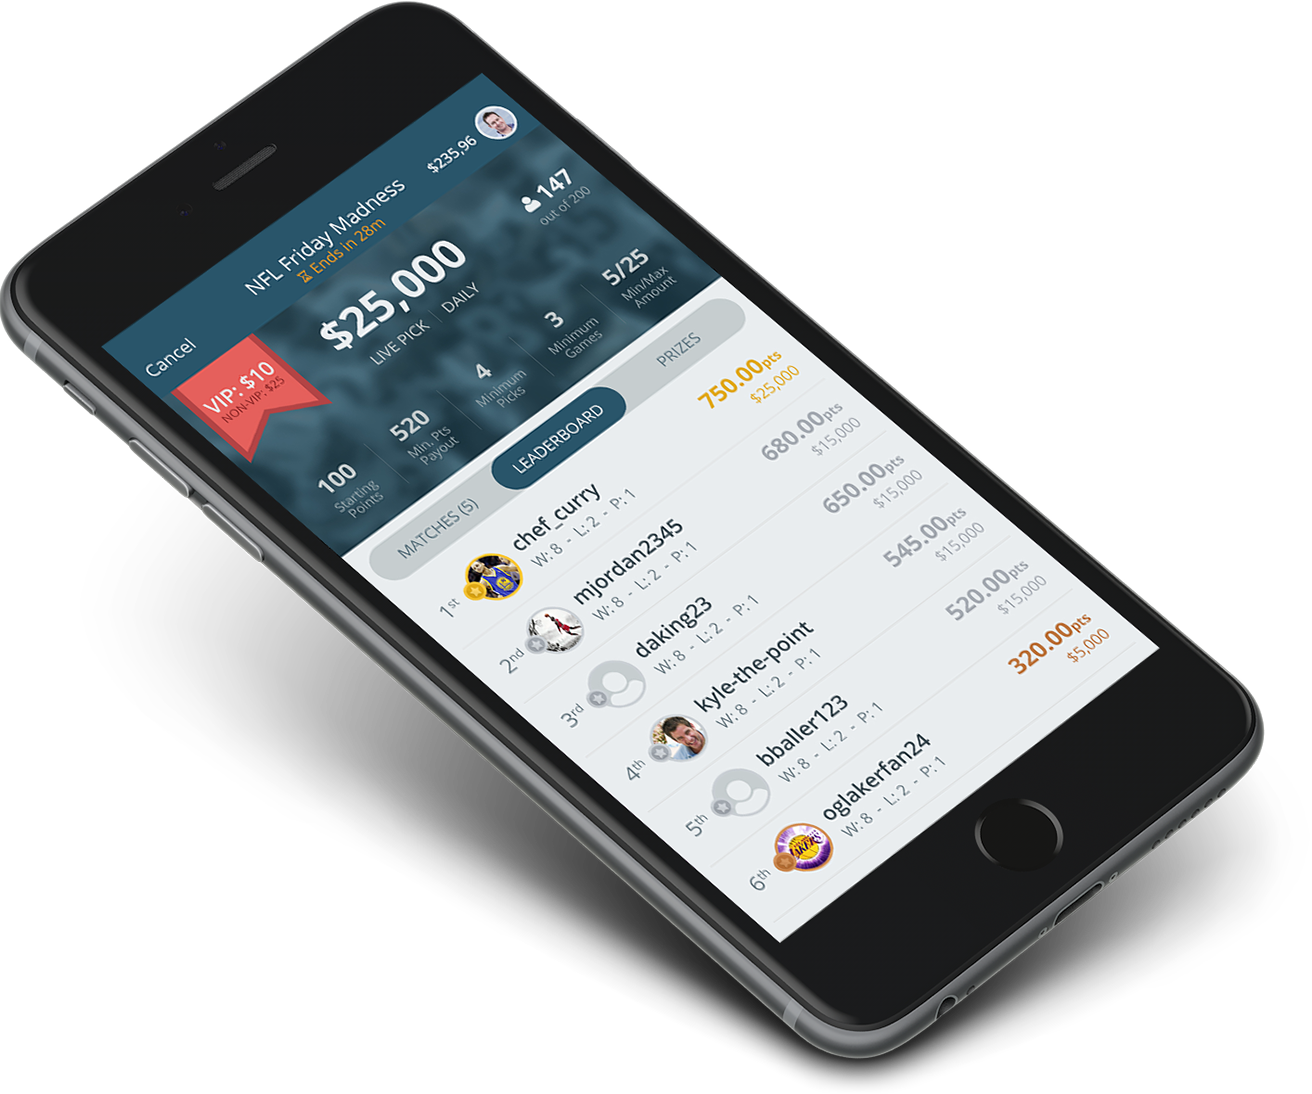 Cancel
NFL Friday Madness
Ends in 28m
$235,96
VIP: $10
NON-VIP: $25
$25,000
LIVE PICK DAILY
147
out of 200
100
Starting
Points
520
Min. Pts
Payout
4
Minimum
Picks
3
Minimum
Games
5/25
Min/Max
Amount
MATCHES (5)
LEADERBOARD
PRIZES
1st
chef_curry
W: 8 - L: 2 - P: 1
750.00pts
$25,000
2nd
mjordan2345
W: 8 - L: 2 - P: 1
680.00pts
$15,000
3rd
daking23
W: 8 - L: 2 - P: 1
650.00pts
$15,000
4th
kyle-the-point
W: 8 - L: 2 - P: 1
545.00pts
$15,000
5th
bballer123
W: 8 - L: 2 - P: 1
520.00pts
$15,000
6th
LAKERS
oglakerfan24
W: 8 - L: 2 - P: 1
320.00pts
$5,000